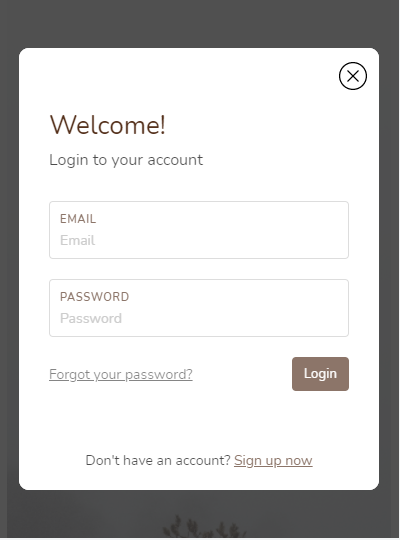 Welcome!
Login to your account
EMAIL
Email
PASSWORD
Password
Forgot your password? Login
Don't have an account? Sign up now